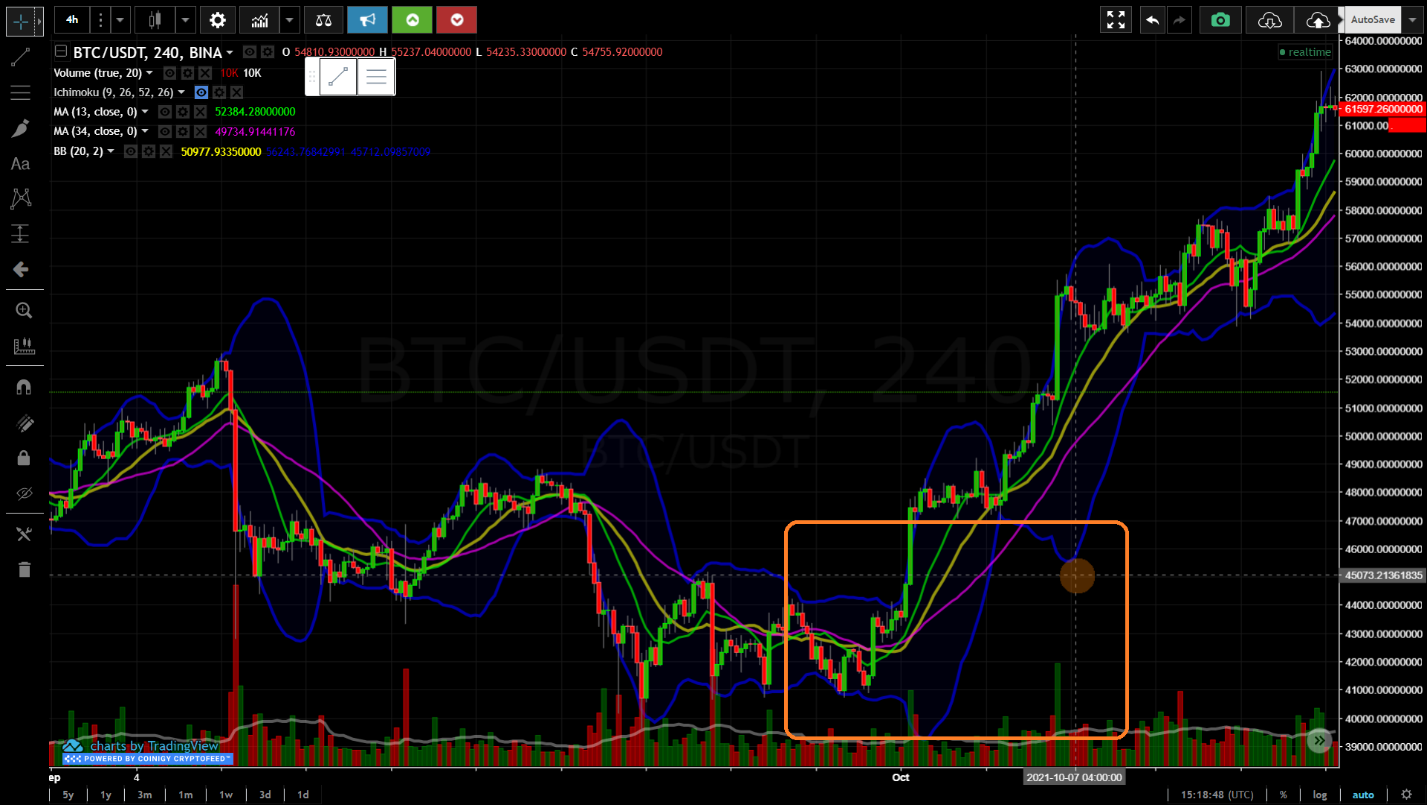 4h
AutoSave
BTC/USDT, 240, BINA O 54810.93000000 H 55237.04000000 L 54235.33000000 C 54755.92000000
realtime
Volume (true, 20) 10K 10K
Ichimoku (9, 26, 52, 26)
MA (13, close, 0) 52384.28000000
MA (34, close, 0) 49734.91441176
BB (20, 2) 50977.93350000 56243.76842991 45712.09857009
Aa
BTC/USDT, 240
BTC/USDT
64000.00000000
63000.00000000
62000.00000000
61597.26000000
61000.00
60000.00000000
59000.00000000
58000.00000000
57000.00000000
56000.00000000
55000.00000000
54000.00000000
53000.00000000
52000.00000000
51000.00000000
50000.00000000
49000.00000000
48000.00000000
47000.00000000
46000.00000000
45073.21361835
44000.00000000
43000.00000000
42000.00000000
41000.00000000
40000.00000000
39000.00000000
charts by TradingView
POWERED BY COINIGY CRYPTOFEED™
ep 4 Oct 2021-10-07 04:00:00
5y 1y 3m 1m 1w 3d 1d 15:18:48 (UTC) % log auto